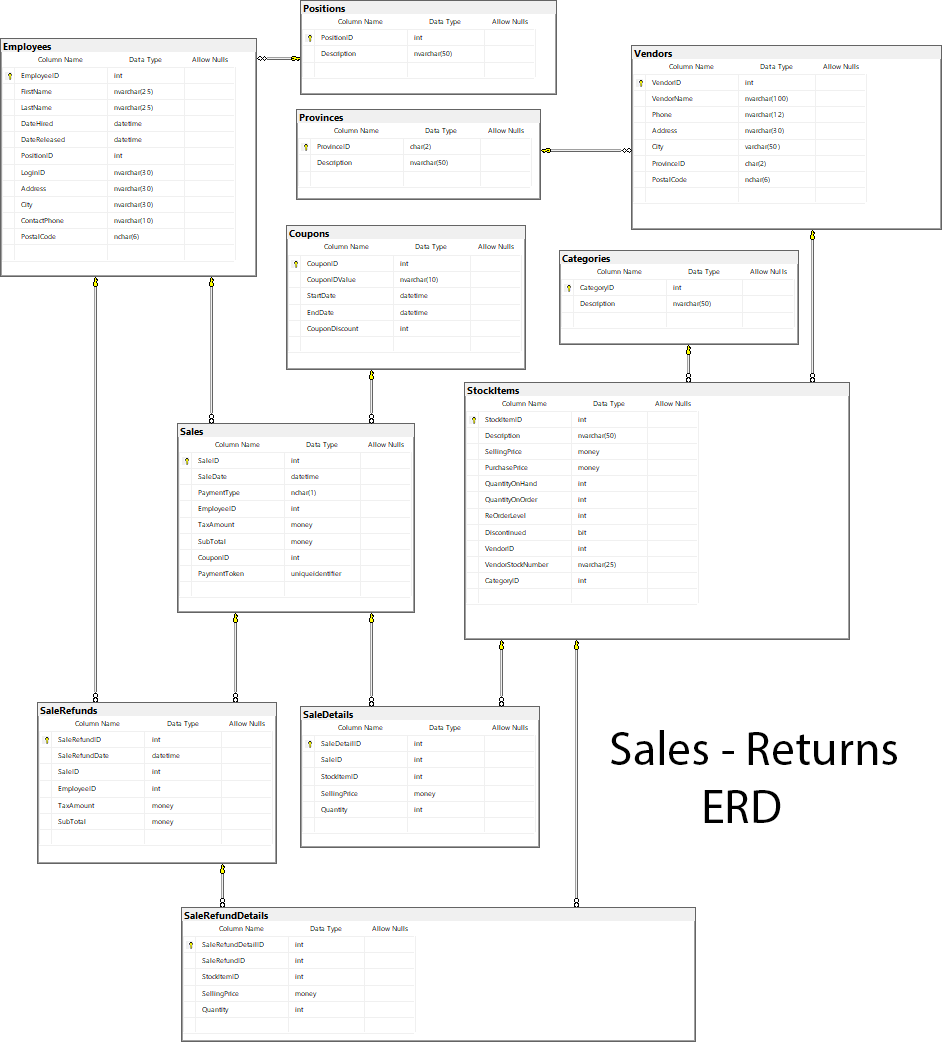 Positions
Column Name Data Type Allow Nulls
PositionID int
Description nvarchar(50)
Employees
Column Name Data Type Allow Nulls
EmployeeID int
FirstName nvarchar(25)
LastName nvarchar(25)
DateHired datetime
DateReleased datetime
PositionID int
LoginID nvarchar(30)
Address nvarchar(30)
City nvarchar(30)
ContactPhone nvarchar(10)
PostalCode nchar(6)
Vendors
Column Name Data Type Allow Nulls
VendorID int
VendorName nvarchar(100)
Phone nvarchar(12)
Address nvarchar(30)
City varchar(50)
ProvinceID char(2)
PostalCode nchar(6)
Provinces
Column Name Data Type Allow Nulls
ProvinceID char(2)
Description nvarchar(50)
Coupons
Column Name Data Type Allow Nulls
CouponID int
CouponIDValue nvarchar(10)
StartDate datetime
EndDate datetime
CouponDiscount int
Categories
Column Name Data Type Allow Nulls
CategoryID int
Description nvarchar(50)
StockItems
Column Name Data Type Allow Nulls
StockItemID int
Description nvarchar(50)
SellingPrice money
PurchasePrice money
QuantityOnHand int
QuantityOnOrder int
ReOrderLevel int
Discontinued bit
VendorID int
VendorStockNumber nvarchar(25)
CategoryID int
Sales
Column Name Data Type Allow Nulls
SaleID int
SaleDate datetime
PaymentType nchar(1)
EmployeeID int
TaxAmount money
SubTotal money
CouponID int
PaymentToken uniqueidentifier
SaleRefunds
Column Name Data Type Allow Nulls
SaleRefundID int
SaleRefundDate datetime
SaleID int
EmployeeID int
TaxAmount money
SubTotal money
SaleDetails
Column Name Data Type Allow Nulls
SaleDetailID int
SaleID int
StockItemID int
SellingPrice money
Quantity int
Sales - Returns
ERD
SaleRefundDetails
Column Name Data Type Allow Nulls
SaleRefundDetailID int
SaleRefundID int
StockItemID int
SellingPrice money
Quantity int